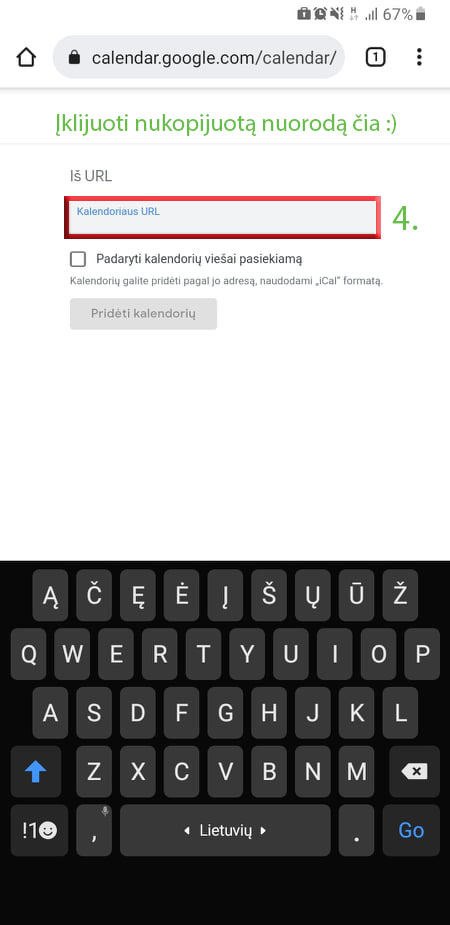 H
67%
calendar.google.com/calendar/
1
Įklijuoti nukopijuotą nuorodą čia :)
Iš URL
Kalendoriaus URL
4.
Padaryti kalendorių viešai pasiekiamą
Kalendorių galite pridėti pagal jo adresą, naudodami „iCal“ formatą.
Pridėti kalendorių
Ą Č Ę Ė Į Š Ų Ū Ž
Q W E R T Y U I O P
A S D F G H J K L
Z X C V B N M
!1 , Lietuvių . Go